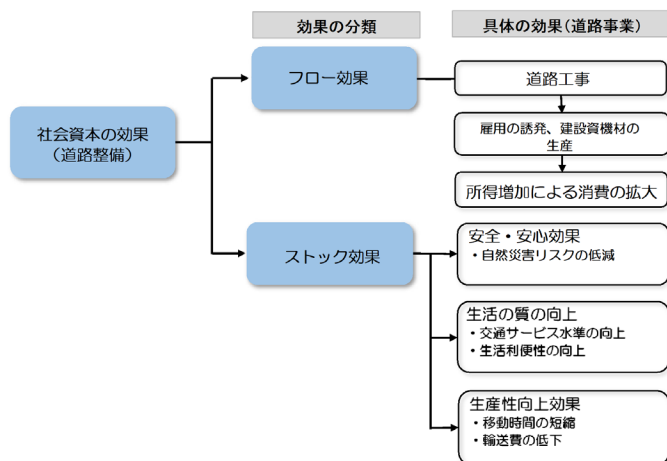 効果の分類
具体の効果(道路事業)
社会資本の効果
(道路整備)
フロー効果
道路工事
雇用の誘発、建設資機材の
生産
所得増加による消費の拡大
ストック効果
安全・安心効果
・自然災害リスクの低減
生活の質の向上
・交通サービス水準の向上
・生活利便性の向上
生産性向上効果
・移動時間の短縮
・輸送費の低下